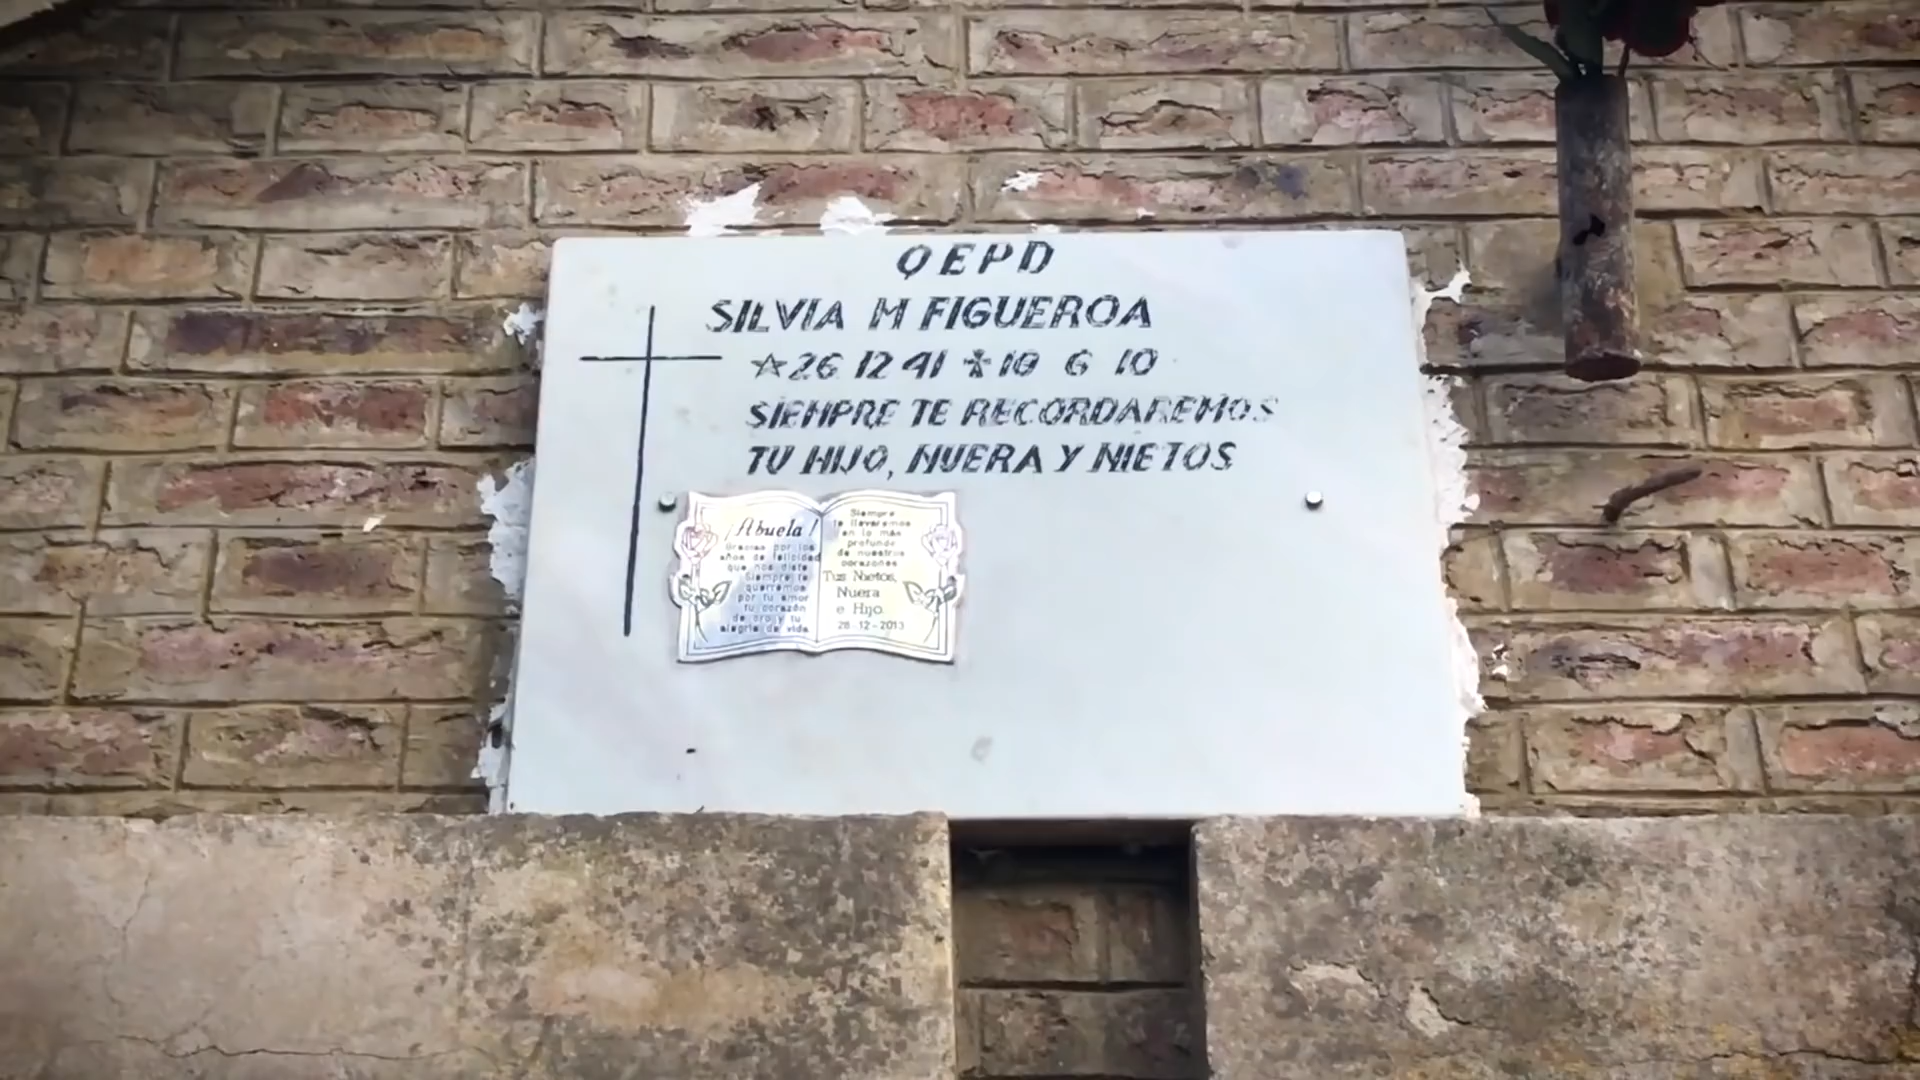 QEPD
SILVIA M FIGUEROA
☆26 12 41 ✝10 6 10
SIEMPRE TE RECORDAREMOS
TU HIJO, NUERA Y NIETOS
¡Abuela!
Gracias por los
años de felicidad
que nos diste
Siempre te
querremos
por tu amor
tu corazón
de oro y tu
alegría de vida
Siempre
te llevaremos
en lo más
profundo
de nuestros
corazones
Tus Nietos,
Nuera
e Hijo.
28-12-2013